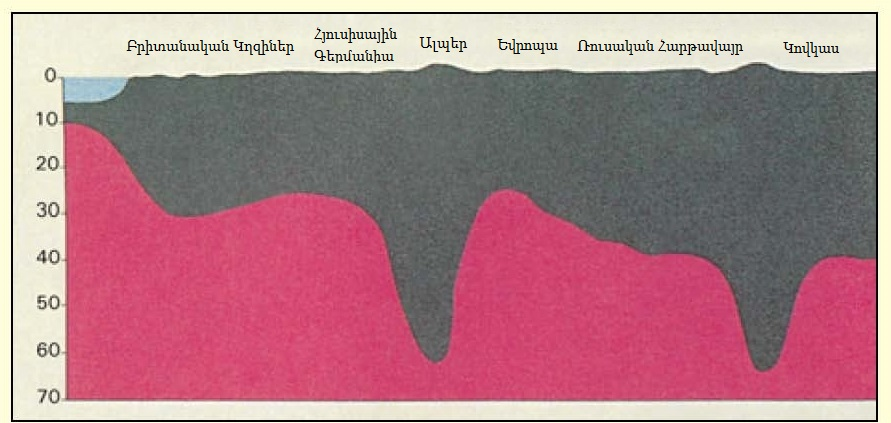 Բրիտանական Կղզիներ
Հյուսիսային
Գերմանիա
Ալպեր
Եվրոպա
Ռուսական Հարթավայր
Կովկաս
0
10
20
30
40
50
60
70